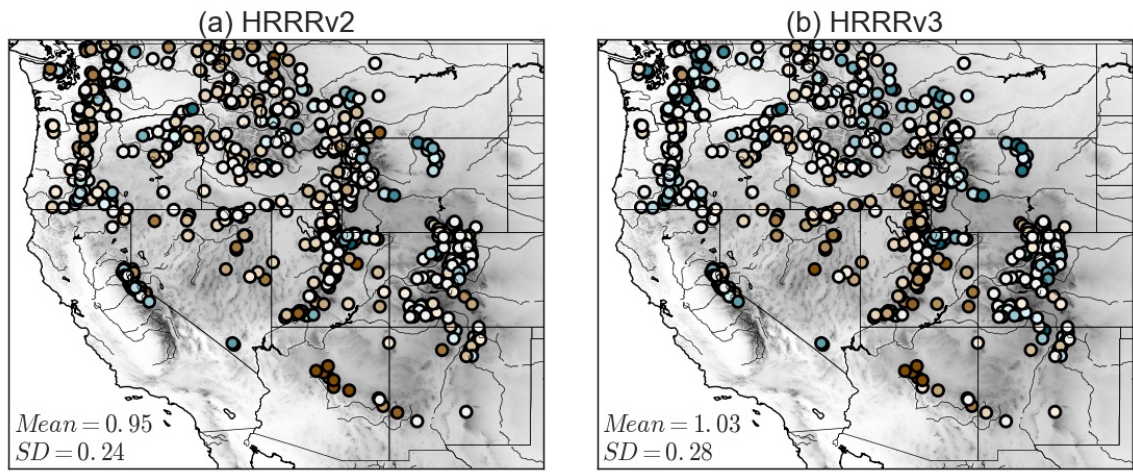 (a) HRRRv2
(b) HRRRv3
Mean = 0.95
SD = 0.24
Mean = 1.03
SD = 0.28